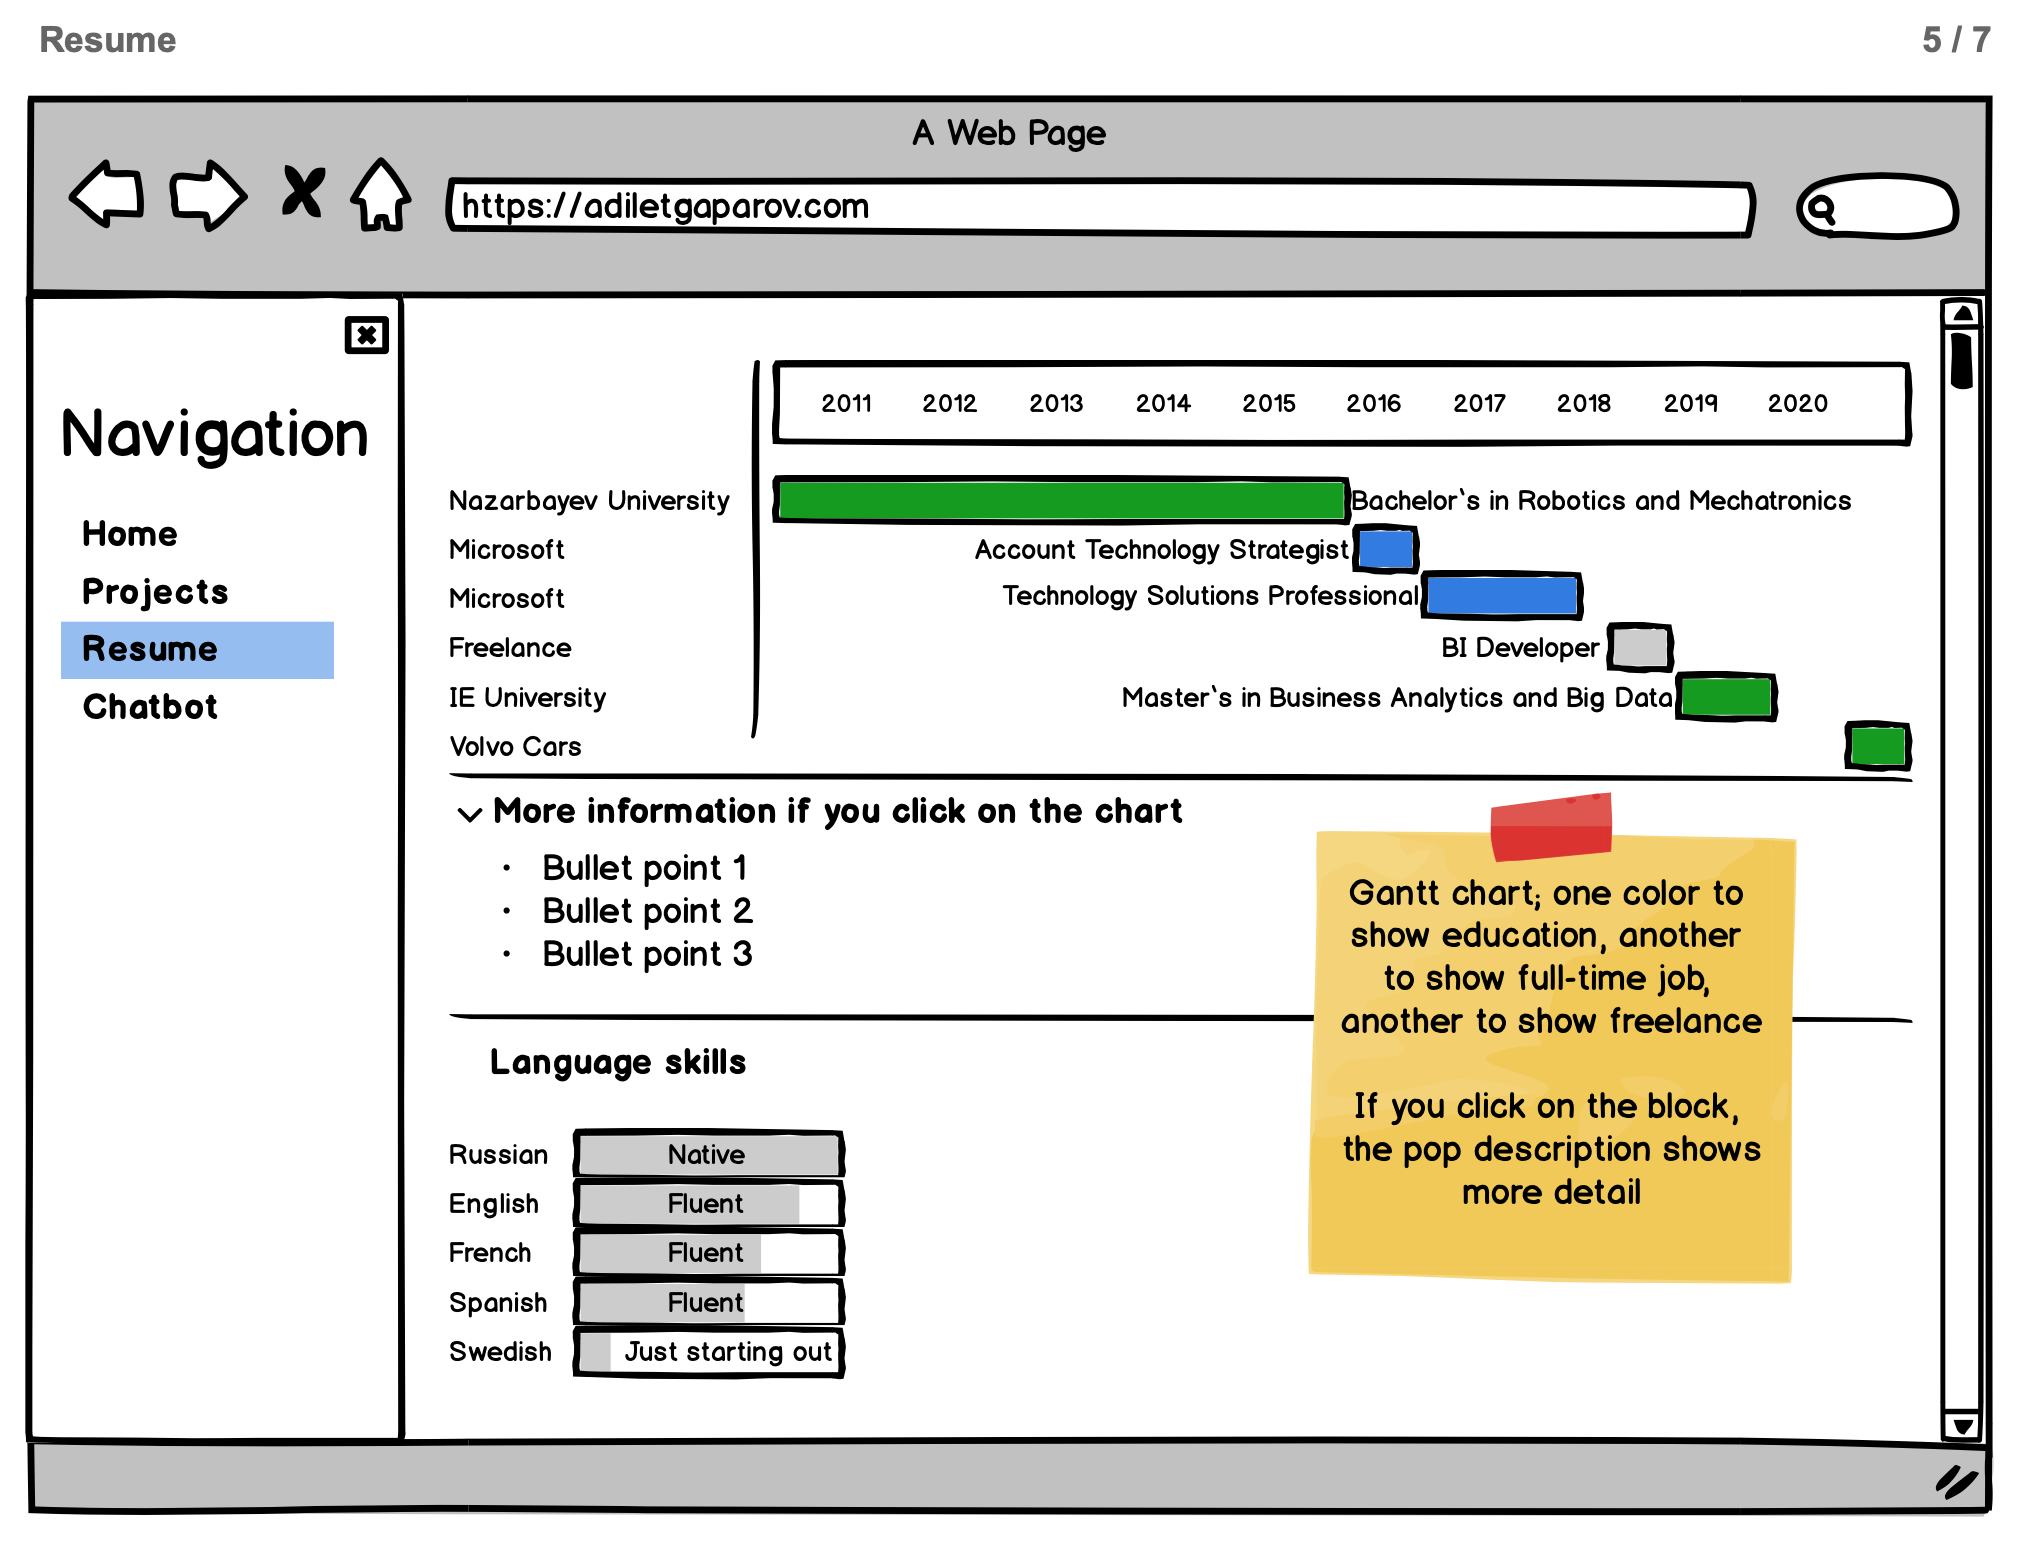 Resume
5 / 7
A Web Page
https://adiletgaparov.com
Navigation
Home
Projects
Resume
Chatbot
2011 2012 2013 2014 2015 2016 2017 2018 2019 2020
Nazarbayev University Bachelor`s in Robotics and Mechatronics
Microsoft Account Technology Strategist
Microsoft Technology Solutions Professional
Freelance BI Developer
IE University Master`s in Business Analytics and Big Data
Volvo Cars
More information if you click on the chart
• Bullet point 1
• Bullet point 2
• Bullet point 3
Gantt chart; one color to
show education, another
to show full-time job,
another to show freelance
If you click on the block,
the pop description shows
more detail
Language skills
Russian Native
English Fluent
French Fluent
Spanish Fluent
Swedish Just starting out